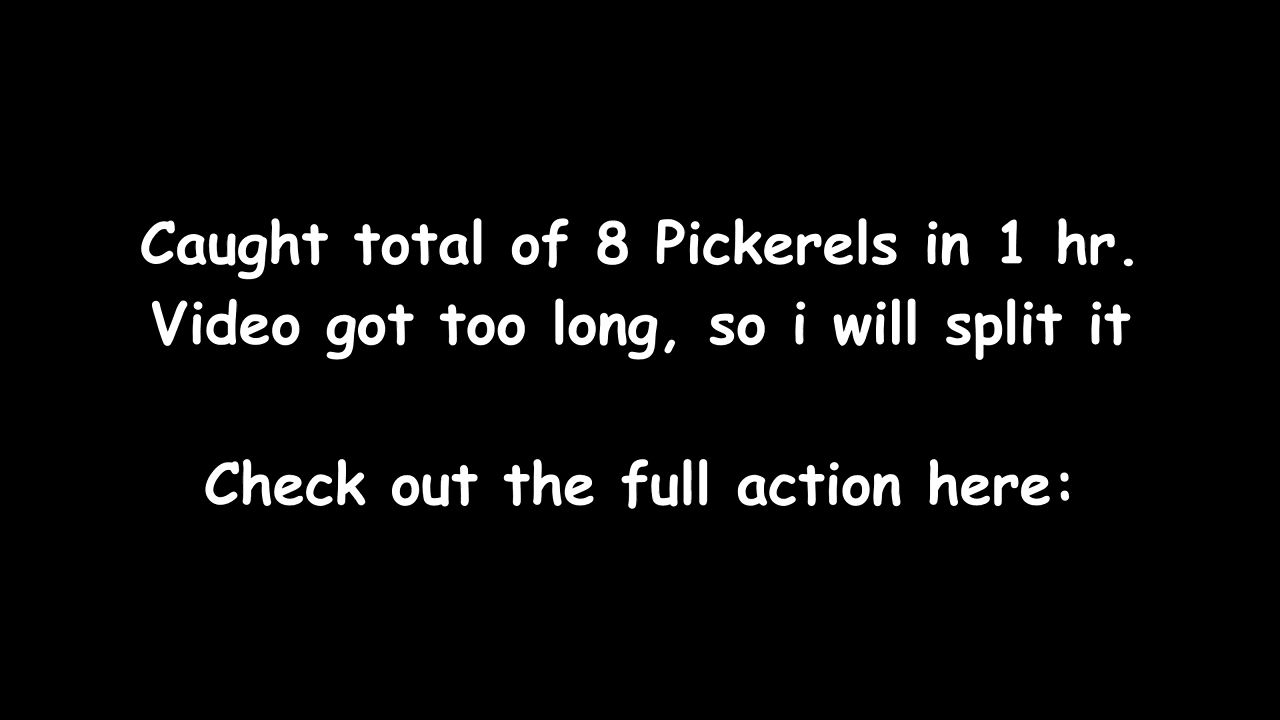 Caught total of 8 Pickerels in 1 hr.
Video got too long, so i will split it
Check out the full action here: